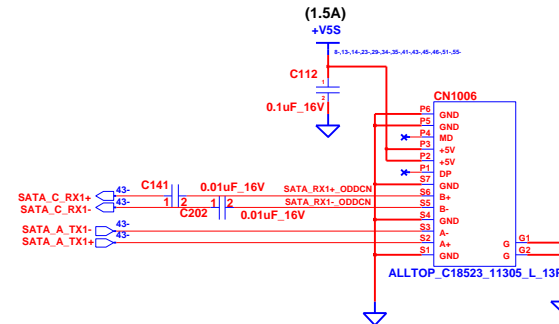 (1.5A)
+V5S
8-,13-,14-,23-,29-,34-,35-,41-,43-,45-,46-,51-,55-
C112
1
2
0.1uF_16V
CN1006
P6 GND
P5 GND
P4 MD
P3 +5V
P2 +5V
P1 DP
S7 GND
S6 B+
S5 B-
S4 GND
S3 A-
S2 A+
S1 GND
G G1
G G2
ALLTOP_C18523_11305_L_13P
SATA_C_RX1+ 43- C141 1 2 0.01uF_16V SATA_RX1+_ODDCN
SATA_C_RX1- 43- C202 1 2 0.01uF_16V SATA_RX1-_ODDCN
SATA_A_TX1- 43-
SATA_A_TX1+ 43-